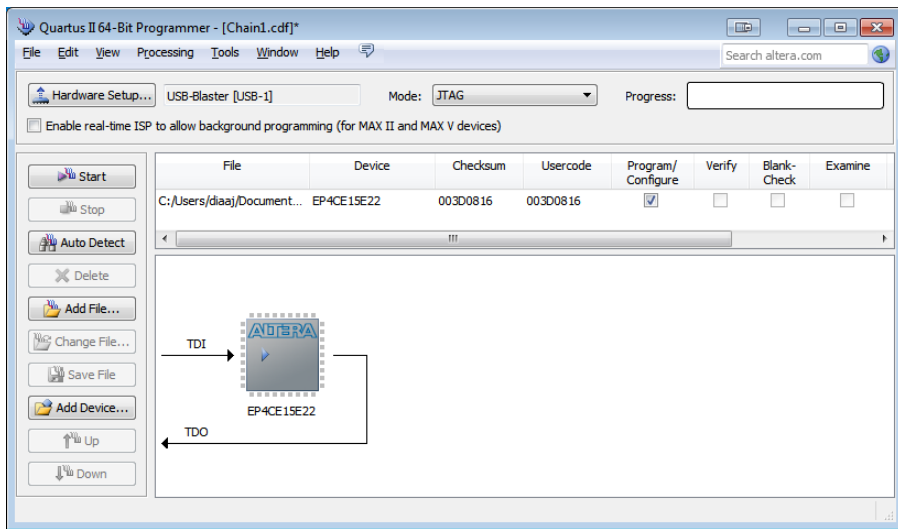 Quartus II 64-Bit Programmer - [Chain1.cdf]*
File Edit View Processing Tools Window Help
Search altera.com
Hardware Setup... USB-Blaster [USB-1] Mode: JTAG Progress:
Enable real-time ISP to allow background programming (for MAX II and MAX V devices)
Start
Stop
Auto Detect
Delete
Add File...
Change File...
Save File
Add Device...
Up
Down
File Device Checksum Usercode Program/ Verify Blank- Examine
Configure Check
C:/Users/diaaj/Document... EP4CE15E22 003D0816 003D0816
ALTERA
TDI
EP4CE15E22
TDO